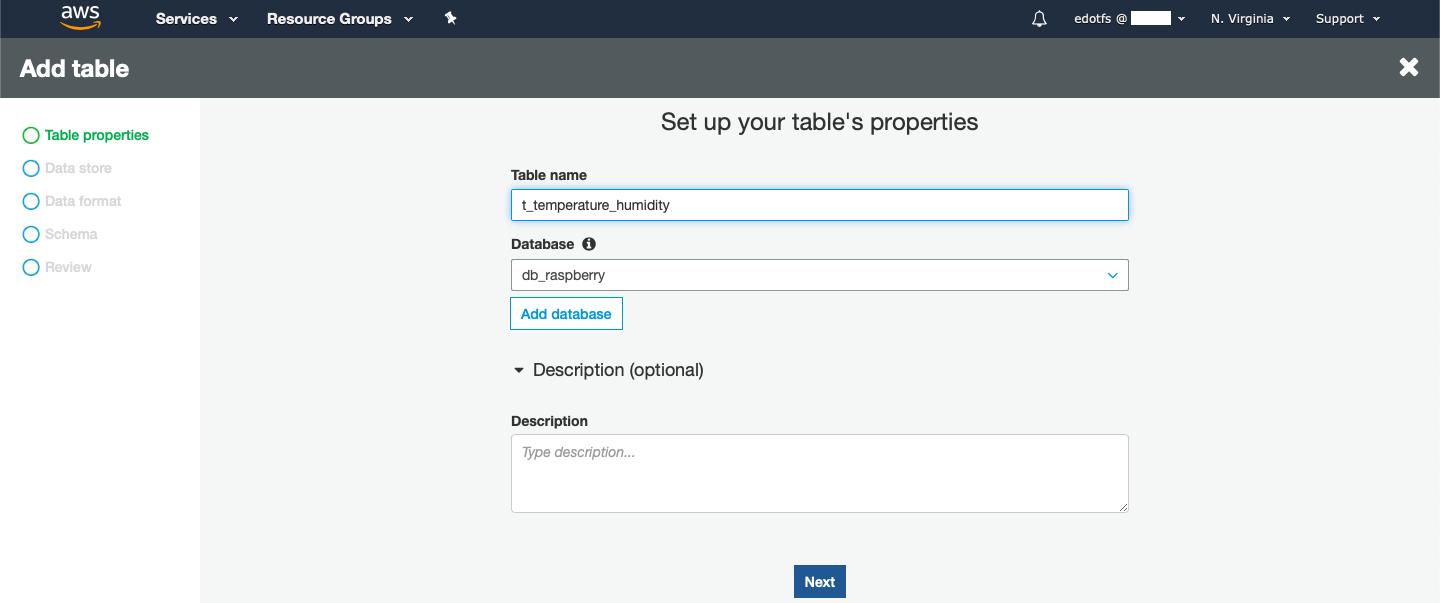 aws Services Resource Groups edotfs @ N. Virginia Support
Add table
Table properties
Data store
Data format
Schema
Review
Set up your table's properties
Table name
t_temperature_humidity
Database
db_raspberry
Add database
Description (optional)
Description
Type description...
Next